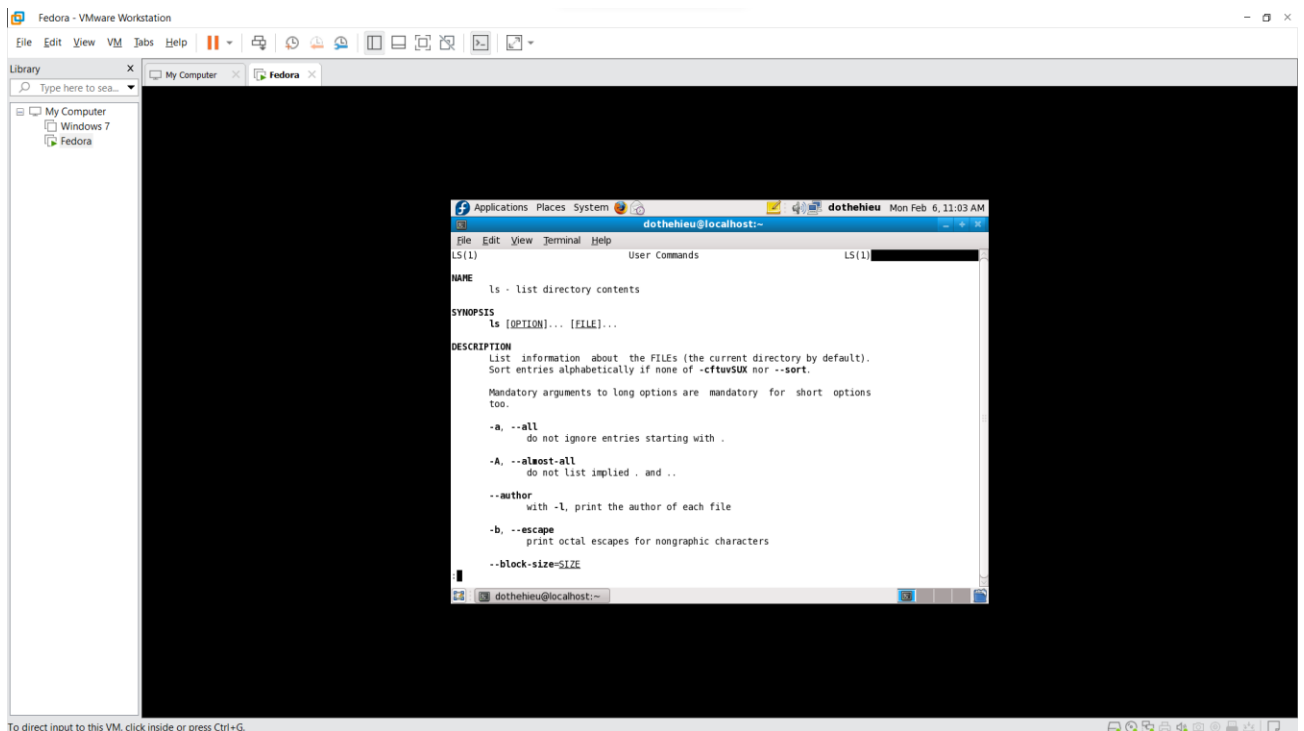 Fedora - VMware Workstation
File Edit View VM Tabs Help
Library
My Computer
Fedora
Type here to sea...
My Computer
Windows 7
Fedora
Applications Places System
dothehieu Mon Feb 6, 11:03 AM
dothehieu@localhost:~
File Edit View Terminal Help
LS(1) User Commands LS(1)
NAME
ls - list directory contents
SYNOPSIS
ls [OPTION]... [FILE]...
DESCRIPTION
List information about the FILEs (the current directory by default).
Sort entries alphabetically if none of -cftuvSUX nor --sort.
Mandatory arguments to long options are mandatory for short options
too.
-a, --all
do not ignore entries starting with .
-A, --almost-all
do not list implied . and ..
--author
with -l, print the author of each file
-b, --escape
print octal escapes for nongraphic characters
--block-size=SIZE
:
dothehieu@localhost:~
To direct input to this VM, click inside or press Ctrl+G.